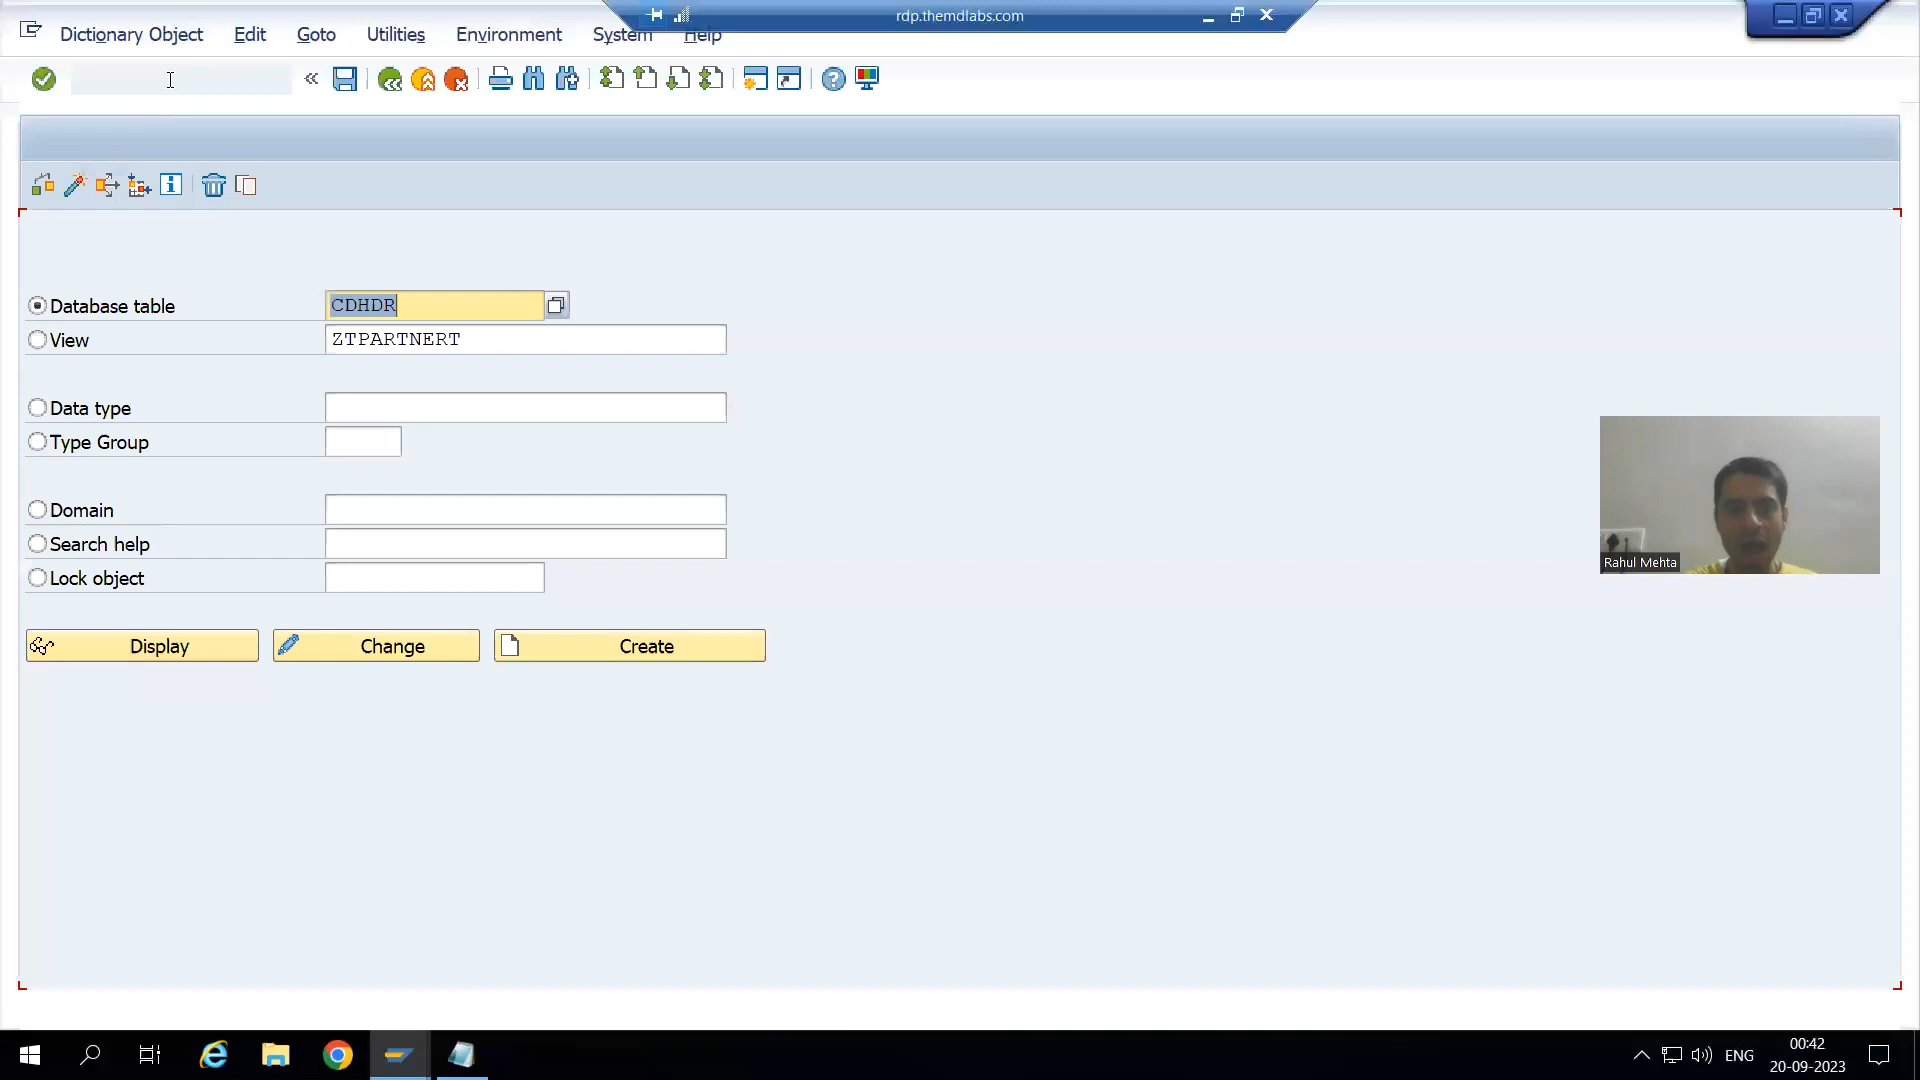 rdp.themdlabs.com
Dictionary Object Edit Goto Utilities Environment System Help
Database table CDHDR
View ZTPARTNERT
Data type
Type Group
Domain
Search help
Lock object
Display Change Create
Rahul Mehta
ENG
00:42
20-09-2023